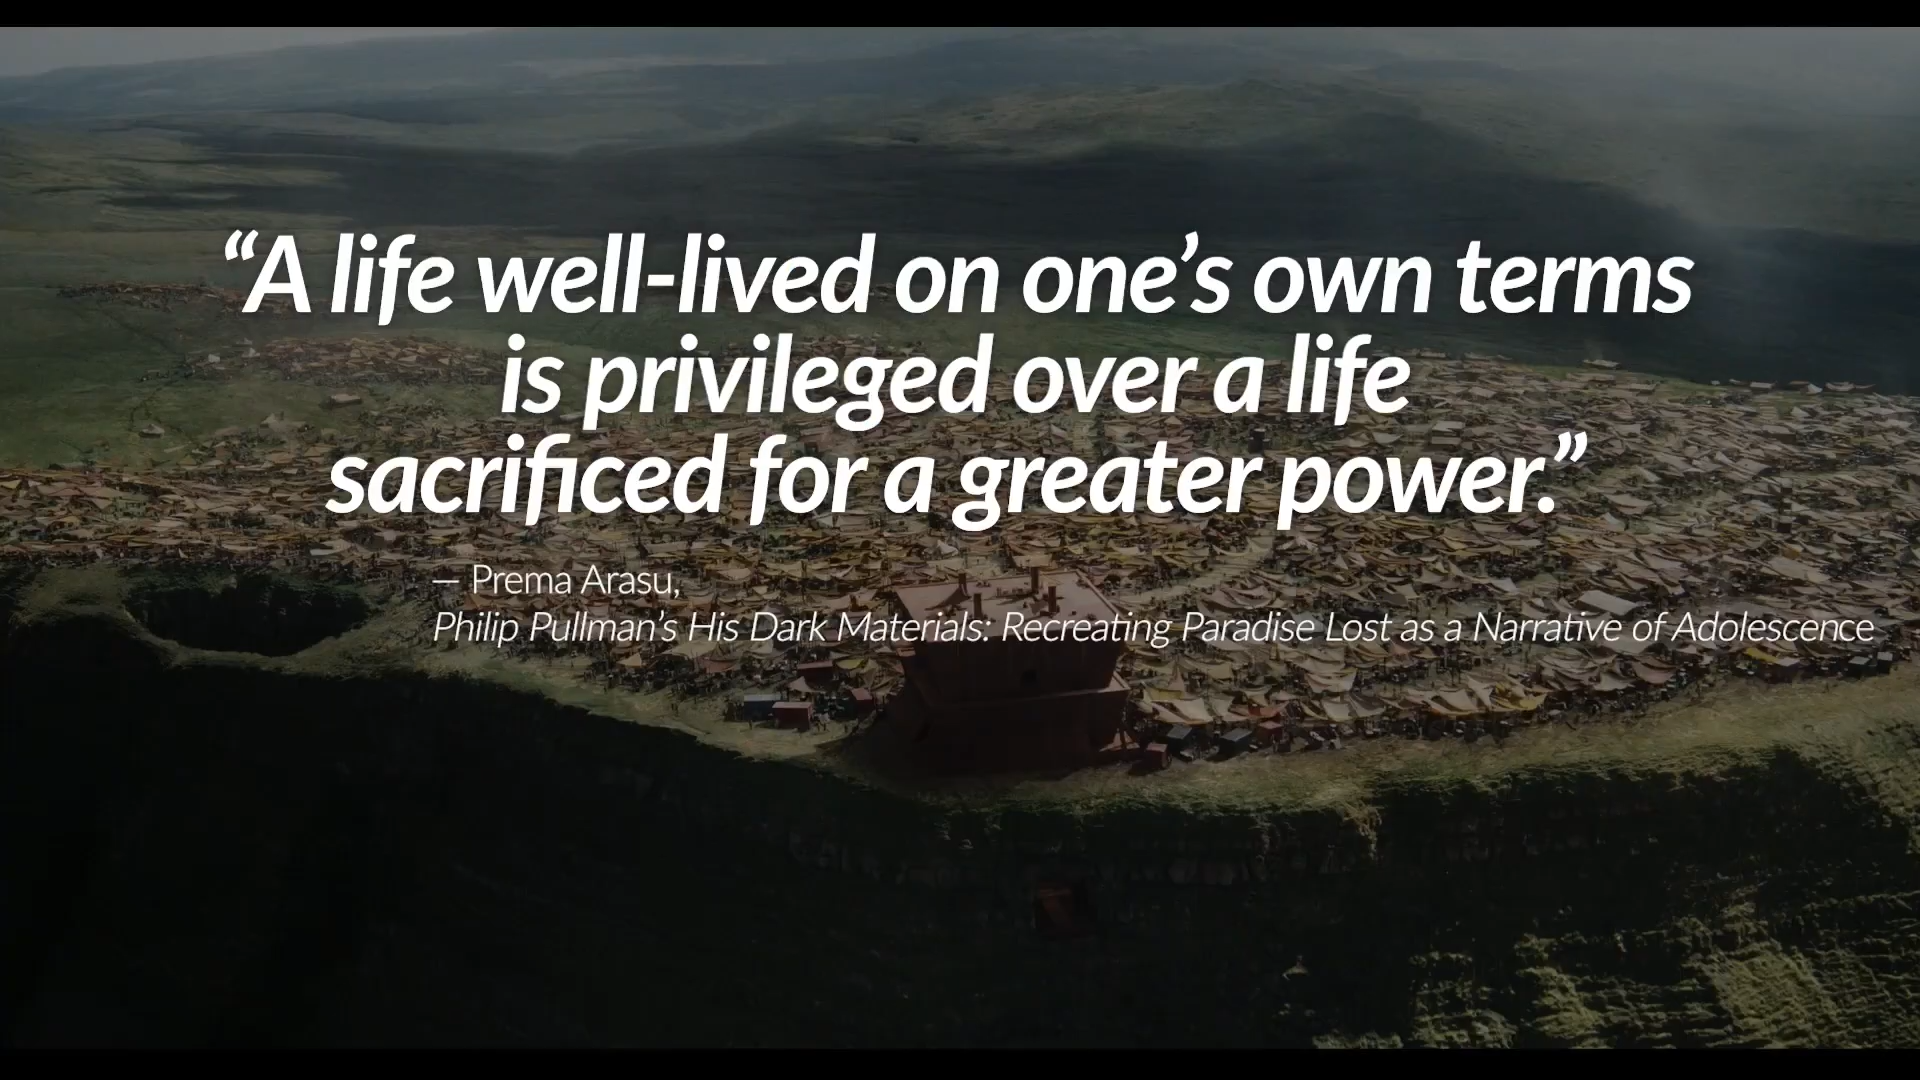 “A life well-lived on one’s own terms
is privileged over a life
sacrificed for a greater power.”
— Prema Arasu,
Philip Pullman’s His Dark Materials: Recreating Paradise Lost as a Narrative of Adolescence